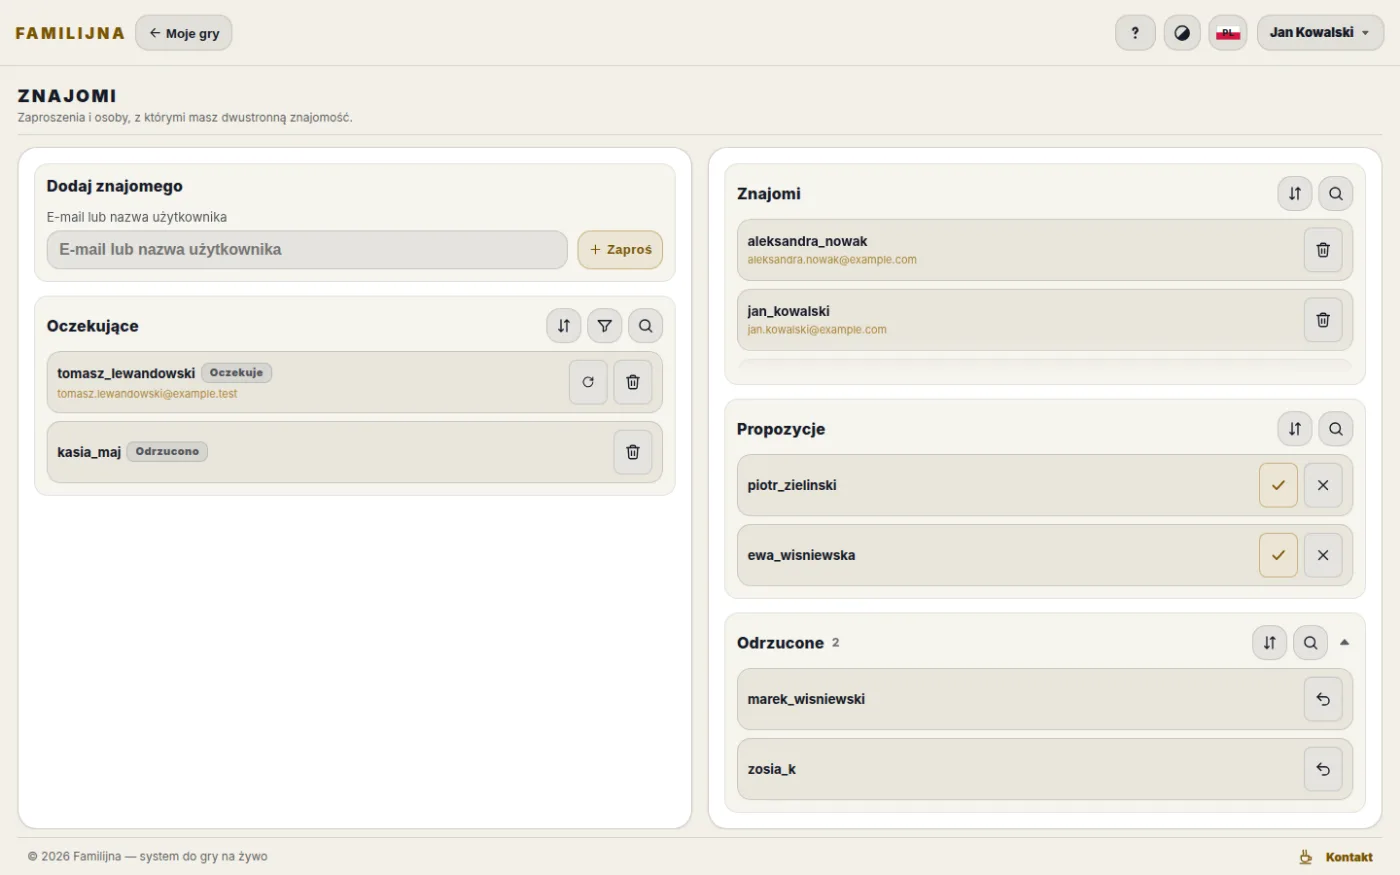 FAMILIJNA
← Moje gry
?
PL
Jan Kowalski
ZNAJOMI
Zaproszenia i osoby, z którymi masz dwustronną znajomość.
Dodaj znajomego
E-mail lub nazwa użytkownika
E-mail lub nazwa użytkownika
+ Zaproś
Oczekujące
tomasz_lewandowski Oczekuje
tomasz.lewandowski@example.test
kasia_maj Odrzucono
Znajomi
aleksandra_nowak
aleksandra.nowak@example.com
jan_kowalski
jan.kowalski@example.com
Propozycje
piotr_zielinski
ewa_wisniewska
Odrzucone 2
marek_wisniewski
zosia_k
© 2026 Familijna — system do gry na żywo
Kontakt